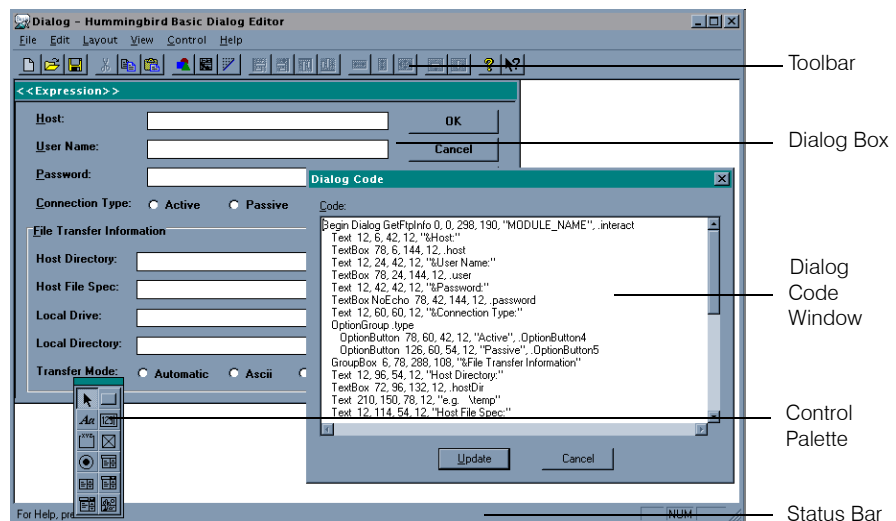 Dialog - Hummingbird Basic Dialog Editor
File Edit Layout View Control Help
Toolbar
<<Expression>>
Host:
OK
User Name:
Cancel
Dialog Box
Password:
Connection Type: Active Passive
File Transfer Information
Host Directory:
Host File Spec:
Local Drive:
Local Directory:
Transfer Mode: Automatic Ascii
Dialog Code
Code:
Begin Dialog GetFtpInfo 0, 0, 298, 190, "MODULE_NAME", .interact
Text 12, 6, 42, 12, "&Host:"
TextBox 78, 6, 144, 12, .host
Text 12, 24, 42, 12, "&User Name:"
TextBox 78, 24, 144, 12, .user
Text 12, 42, 42, 12, "&Password:"
TextBox NoEcho 78, 42, 144, 12, .password
Text 12, 60, 60, 12, "&Connection Type:"
OptionGroup .type
OptionButton 78, 60, 42, 12, "Active", .OptionButton4
OptionButton 126, 60, 54, 12, "Passive", .OptionButton5
GroupBox 6, 78, 288, 108, "&File Transfer Information"
Text 12, 96, 54, 12, "Host Directory:"
TextBox 72, 96, 132, 12, .hostDir
Text 210, 150, 78, 12, "e.g. \temp"
Text 12, 114, 54, 12, "Host File Spec:"
Update Cancel
Dialog
Code
Window
Aa
XYZ
Control
Palette
For Help, pre
NUM
Status Bar